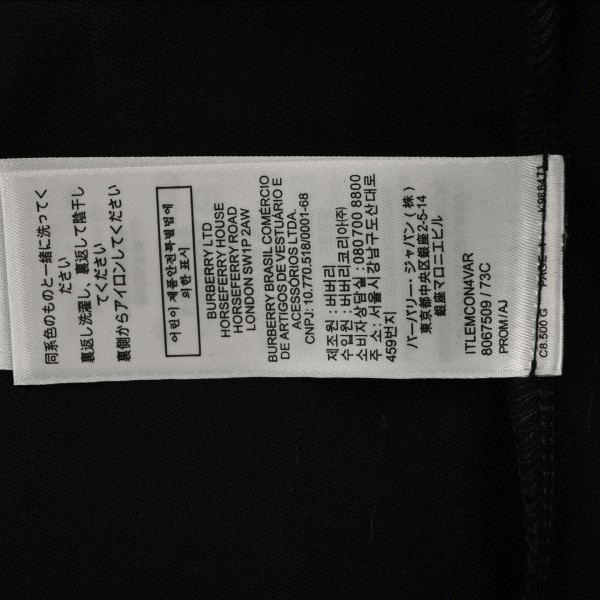 同系色のものと一緒に洗ってく
ださい
裏返し洗濯し、裏返して陰干し
てください
裏側からアイロンしてください
어린이 제품안전특별법에
의한 표시
BURBERRY LTD
HORSEFERRY HOUSE
HORSEFERRY ROAD
LONDON SW1P 2AW
BURBERRY BRASIL COMÉRCIO
DE ARTIGOS DE VESTUÁRIO E
ACESSORIOS LTDA.
CNPJ: 10.770.518/0001-68
제조원 : 버버리
수입원 : 버버리코리아㈜
소비자상담실 : 080 700 8800
주 소 : 서울시강남구도산대로
459번지
バーバリー・ジャパン(株)
東京都中央区銀座2-5-14
銀座マロニエビル
ITLEMCON4VAR
8067509 / 73C
PROM1/AJ
C8.500 G PAGE 1